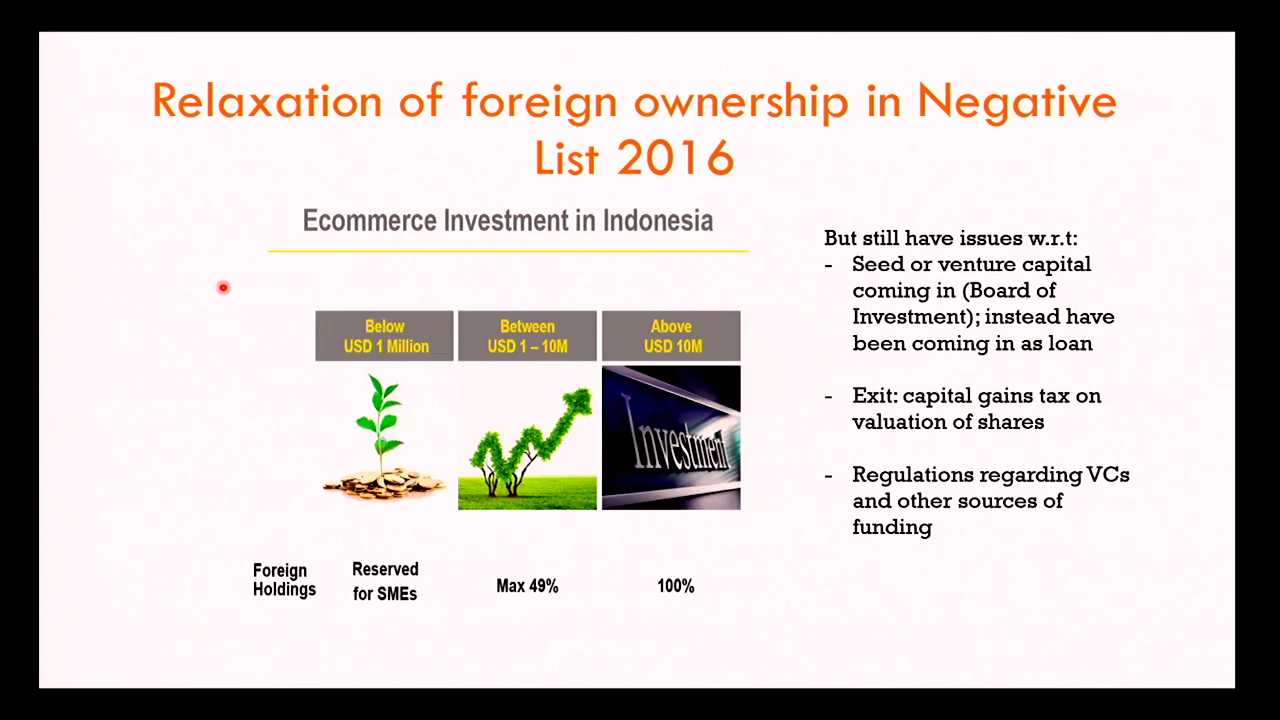 Relaxation of foreign ownership in Negative
List 2016
Ecommerce Investment in Indonesia
Below
USD 1 Million
Between
USD 1 – 10M
Above
USD 10M
Investment
Foreign
Holdings
Reserved
for SMEs
Max 49%
100%
But still have issues w.r.t:
- Seed or venture capital
coming in (Board of
Investment); instead have
been coming in as loan
- Exit: capital gains tax on
valuation of shares
- Regulations regarding VCs
and other sources of
funding